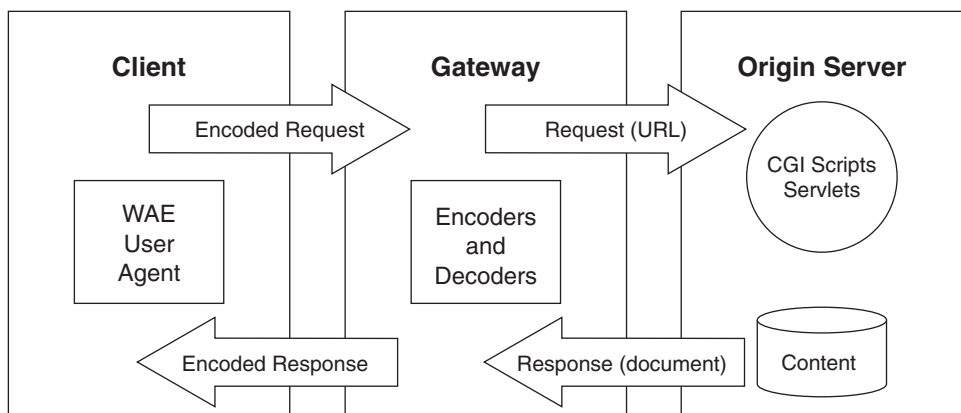 Client
Gateway
Origin Server
Encoded Request
Request (URL)
CGI Scripts
Servlets
WAE
User
Agent
Encoders
and
Decoders
Encoded Response
Response (document)
Content